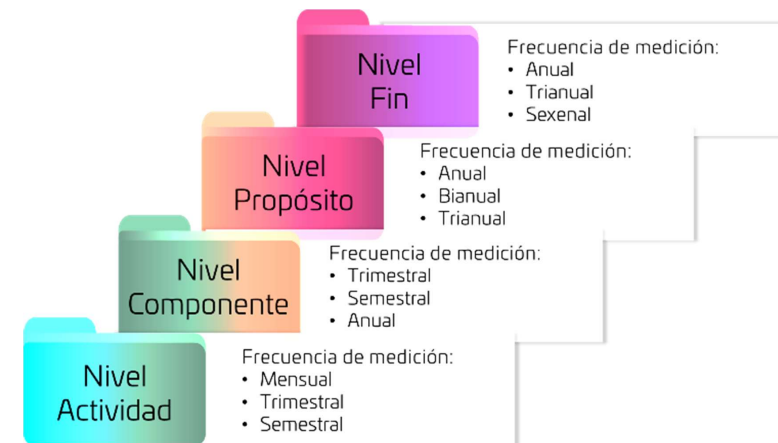 Nivel
Fin
Frecuencia de medición:
• Anual
• Trianual
• Sexenal
Nivel
Propósito
Frecuencia de medición:
• Anual
• Bianual
• Trianual
Nivel
Componente
Frecuencia de medición:
• Trimestral
• Semestral
• Anual
Nivel
Actividad
Frecuencia de medición:
• Mensual
• Trimestral
• Semestral